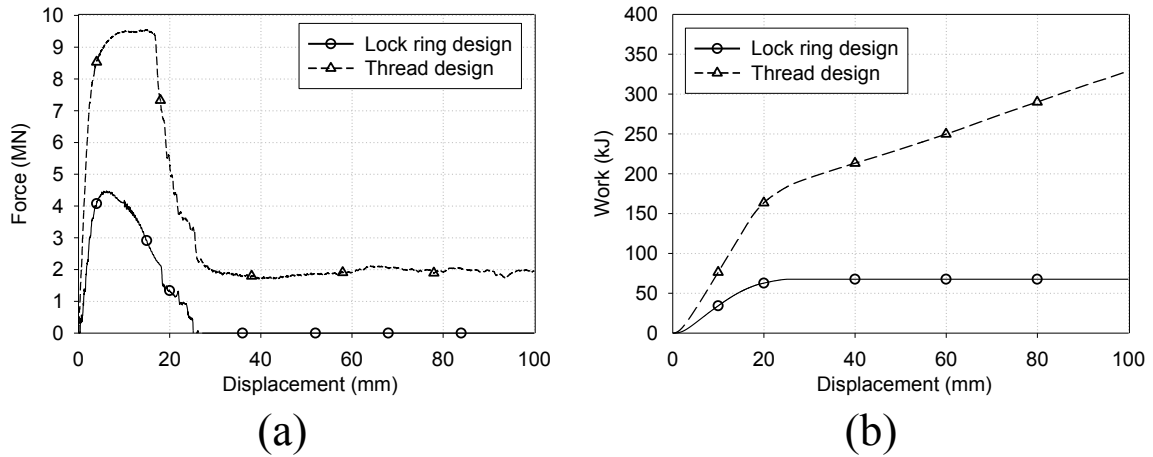 10
9
8
7
6
5
4
3
2
1
0
Force (MN)
Lock ring design
Thread design
0 20 40 60 80 100
Displacement (mm)
(a)
400
350
300
250
200
150
100
50
0
Work (kJ)
Lock ring design
Thread design
0 20 40 60 80 100
Displacement (mm)
(b)